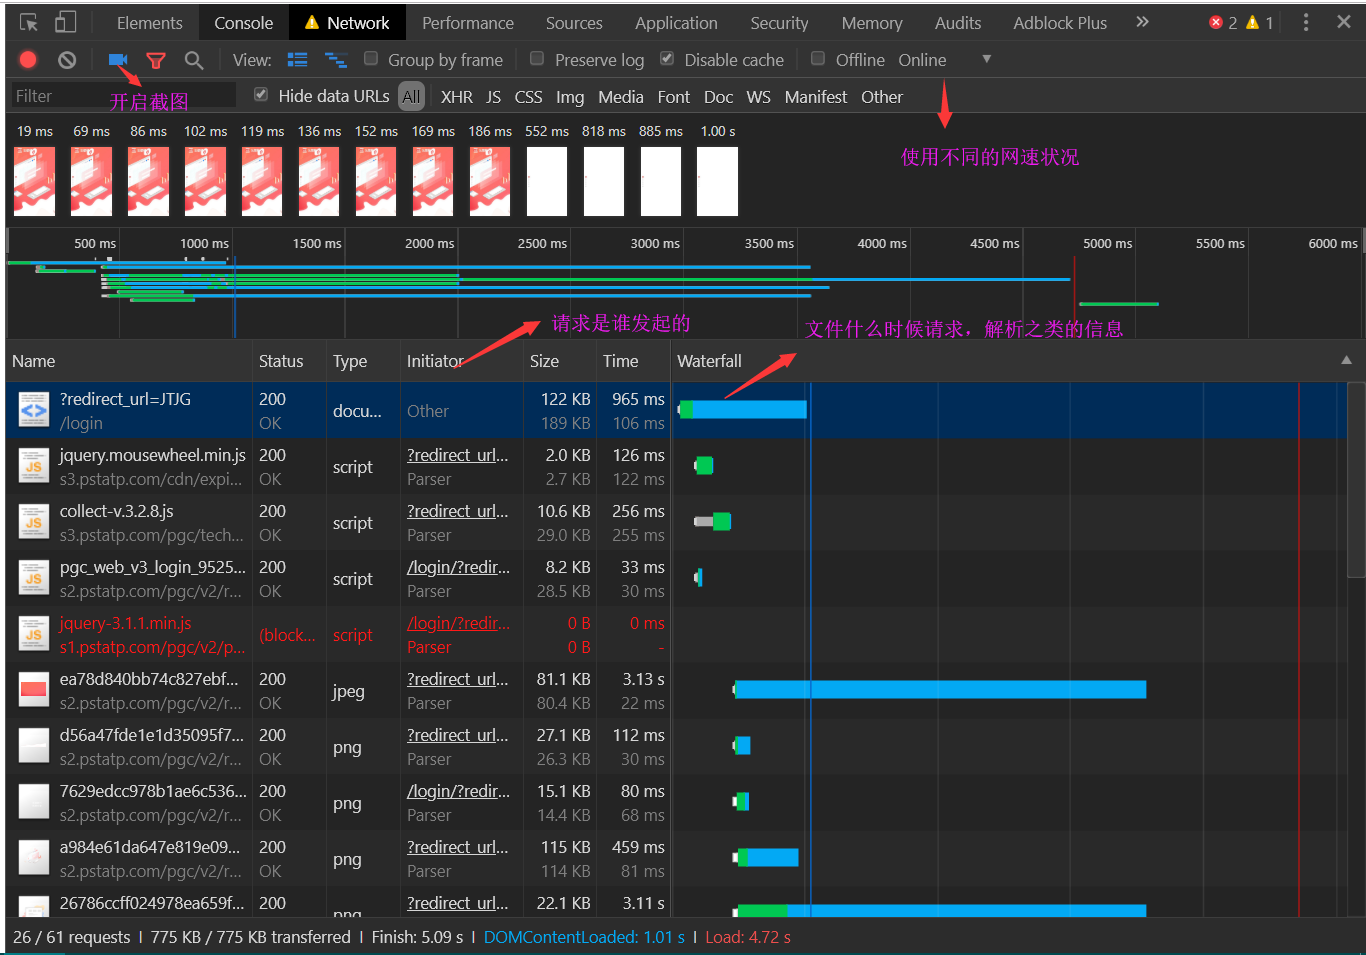 Elements Console Network Performance Sources Application Security Memory Audits Adblock Plus » 2 1
View: Group by frame Preserve log Disable cache Offline Online
开启截图
Filter Hide data URLs All XHR JS CSS Img Media Font Doc WS Manifest Other
19 ms 69 ms 86 ms 102 ms 119 ms 136 ms 152 ms 169 ms 186 ms 552 ms 818 ms 885 ms 1.00 s
使用不同的网速状况
500 ms 1000 ms 1500 ms 2000 ms 2500 ms 3000 ms 3500 ms 4000 ms 4500 ms 5000 ms 5500 ms 6000 ms
请求是谁发起的
文件什么时候请求，解析之类的信息
Name Status Type Initiator Size Time Waterfall
?redirect_url=JTJG 200 docu... Other 122 KB 965 ms
/login OK 189 KB 106 ms
jquery.mousewheel.min.js 200 script ?redirect_url... 2.0 KB 126 ms
s3.pstatp.com/cdn/expi... OK Parser 2.7 KB 122 ms
collect-v.3.2.8.js 200 script ?redirect_url... 10.6 KB 256 ms
s3.pstatp.com/pgc/tech... OK Parser 29.0 KB 255 ms
pgc_web_v3_login_9525... 200 script /login/?redir... 8.2 KB 33 ms
s2.pstatp.com/pgc/v2/r... OK Parser 28.5 KB 30 ms
jquery-3.1.1.min.js (block... script /login/?redir... 0 B 0 ms
s1.pstatp.com/pgc/v2/p... Parser 0 B -
ea78d840bb74c827ebf... 200 jpeg ?redirect_url... 81.1 KB 3.13 s
s2.pstatp.com/pgc/v2/r... OK Parser 80.4 KB 22 ms
d56a47fde1e1d35095f7... 200 png ?redirect_url... 27.1 KB 112 ms
s2.pstatp.com/pgc/v2/r... OK Parser 26.3 KB 30 ms
7629edcc978b1ae6c536... 200 png /login/?redir... 15.1 KB 80 ms
s2.pstatp.com/pgc/v2/r... OK Parser 14.4 KB 68 ms
a984e61da647e819e09... 200 png ?redirect_url... 115 KB 459 ms
s2.pstatp.com/pgc/v2/r... OK Parser 114 KB 81 ms
26786ccff024978ea659f... 200 png ?redirect_url... 22.1 KB 3.11 s
26 / 61 requests | 775 KB / 775 KB transferred | Finish: 5.09 s | DOMContentLoaded: 1.01 s | Load: 4.72 s